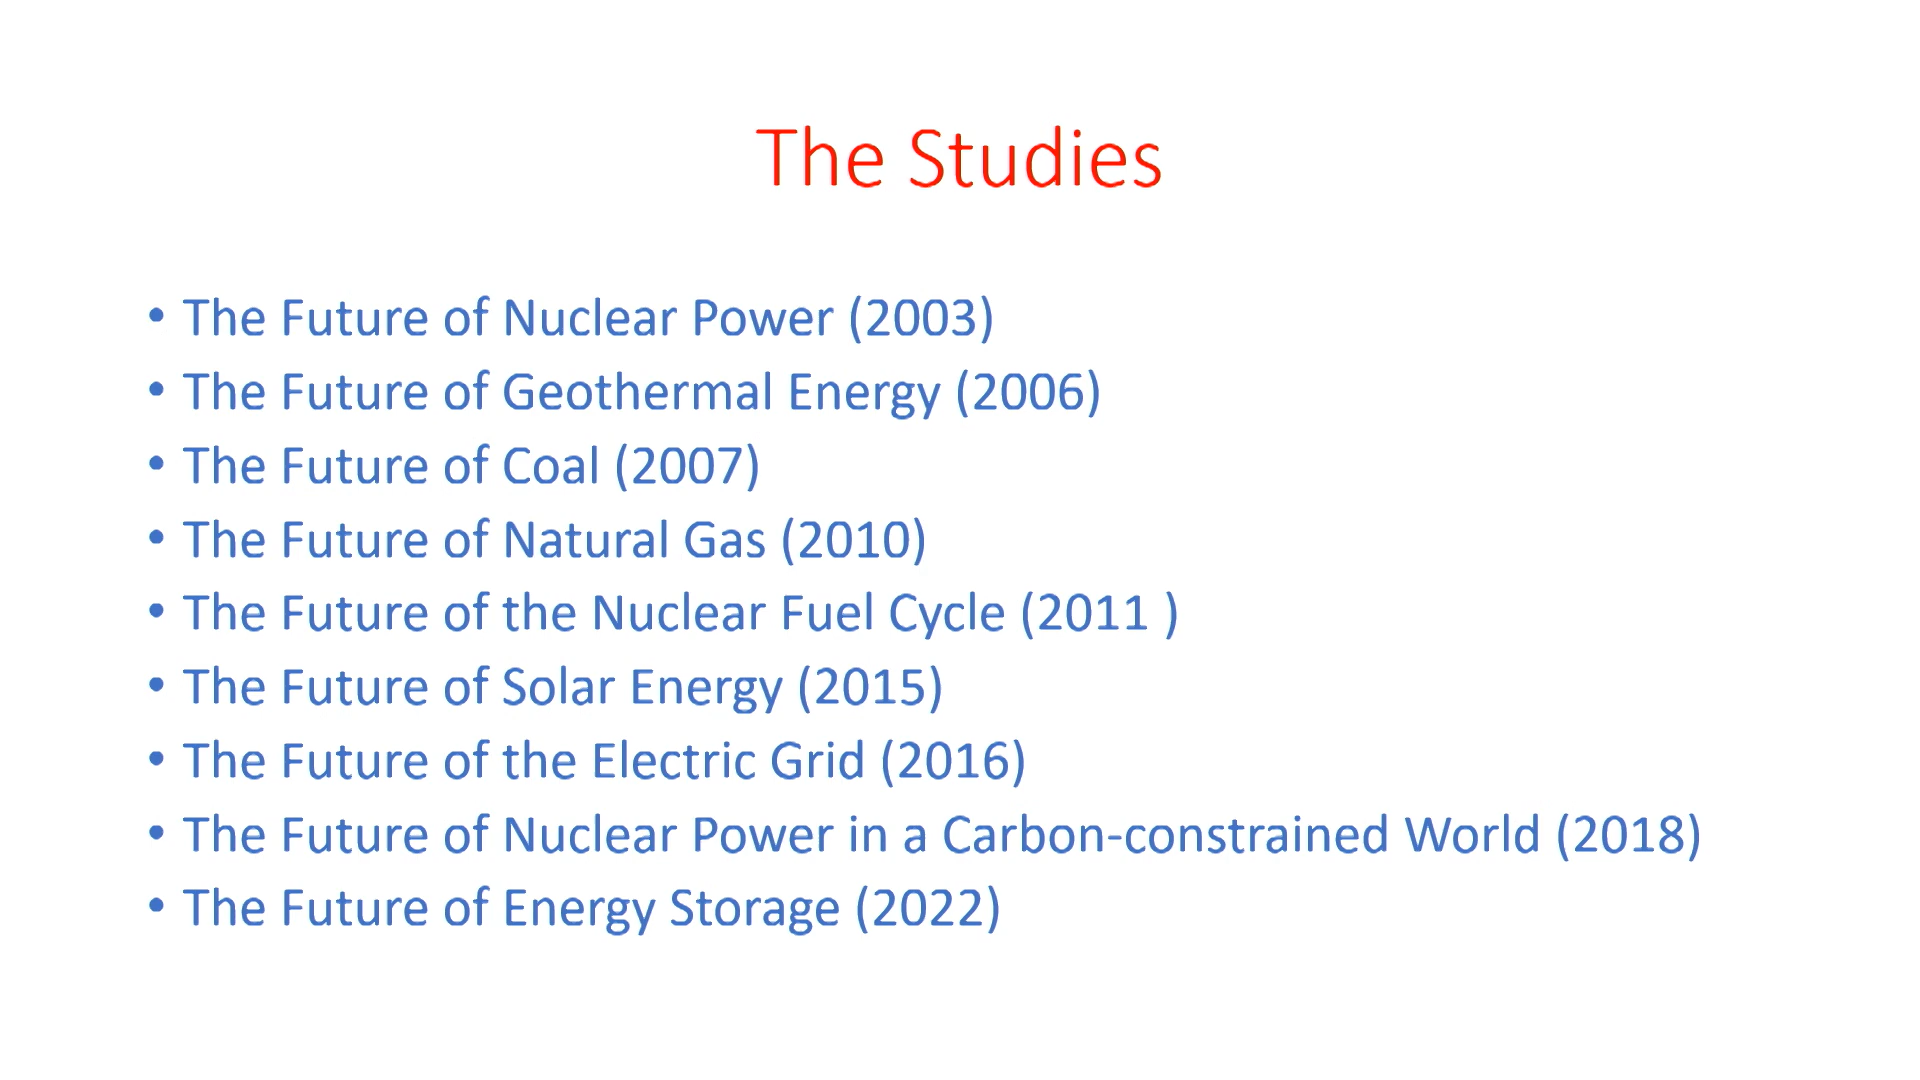 The Studies
• The Future of Nuclear Power (2003)
• The Future of Geothermal Energy (2006)
• The Future of Coal (2007)
• The Future of Natural Gas (2010)
• The Future of the Nuclear Fuel Cycle (2011 )
• The Future of Solar Energy (2015)
• The Future of the Electric Grid (2016)
• The Future of Nuclear Power in a Carbon-constrained World (2018)
• The Future of Energy Storage (2022)